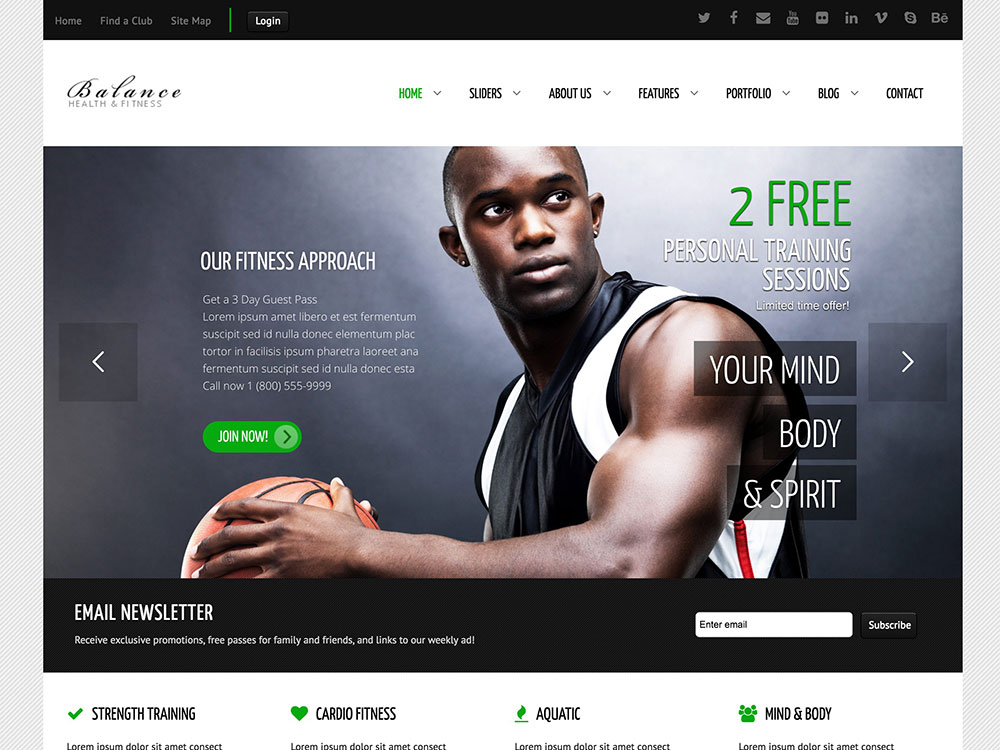 Home Find a Club Site Map Login
You Tube in Bē
Balance
HEALTH & FITNESS
HOME SLIDERS ABOUT US FEATURES PORTFOLIO BLOG CONTACT
OUR FITNESS APPROACH
Get a 3 Day Guest Pass
Lorem ipsum amet libero et est fermentum
suscipit sed id nulla donec elementum plac
tortor in facilisis ipsum pharetra laoreet ana
fermentum suscipit sed id nulla donec esta
Call now 1 (800) 555-9999
JOIN NOW!
2 FREE
PERSONAL TRAINING
SESSIONS
Limited time offer!
YOUR MIND
BODY
& SPIRIT
EMAIL NEWSLETTER
Receive exclusive promotions, free passes for family and friends, and links to our weekly ad!
Enter email Subscribe
STRENGTH TRAINING
Lorem ipsum dolor sit amet consect
CARDIO FITNESS
Lorem ipsum dolor sit amet consect
AQUATIC
Lorem ipsum dolor sit amet consect
MIND & BODY
Lorem ipsum dolor sit amet consect